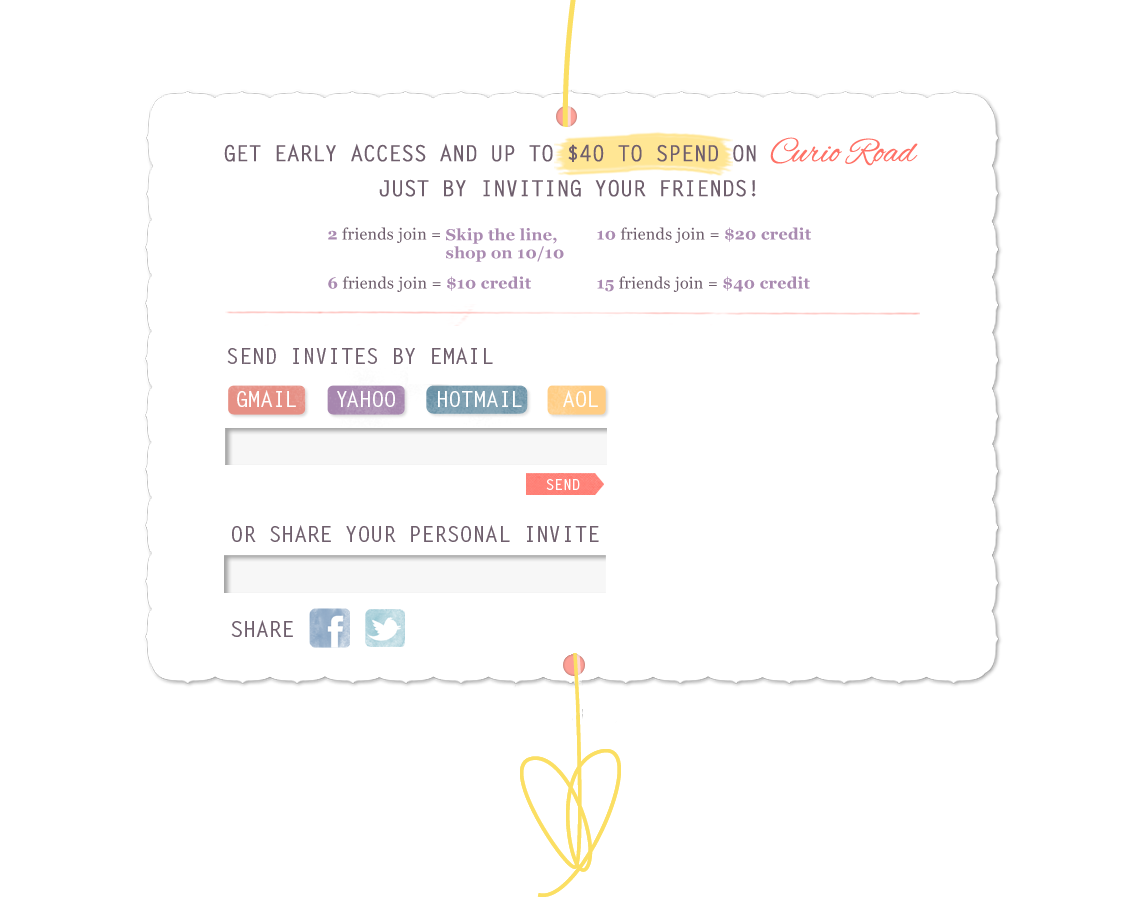 GET EARLY ACCESS AND UP TO $40 TO SPEND ON Curio Road
JUST BY INVITING YOUR FRIENDS!
2 friends join = Skip the line,
shop on 10/10
10 friends join = $20 credit
6 friends join = $10 credit
15 friends join = $40 credit
SEND INVITES BY EMAIL
GMAIL YAHOO HOTMAIL AOL
SEND
OR SHARE YOUR PERSONAL INVITE
SHARE